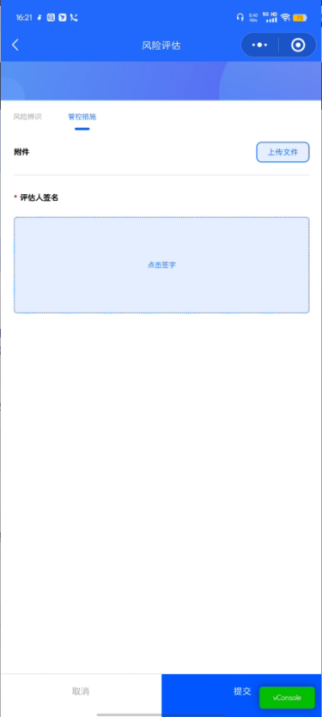 16:21
风险评估
风险辨识 管控措施
附件 上传文件
* 评估人签名
点击签字
取消 提交 vConsole